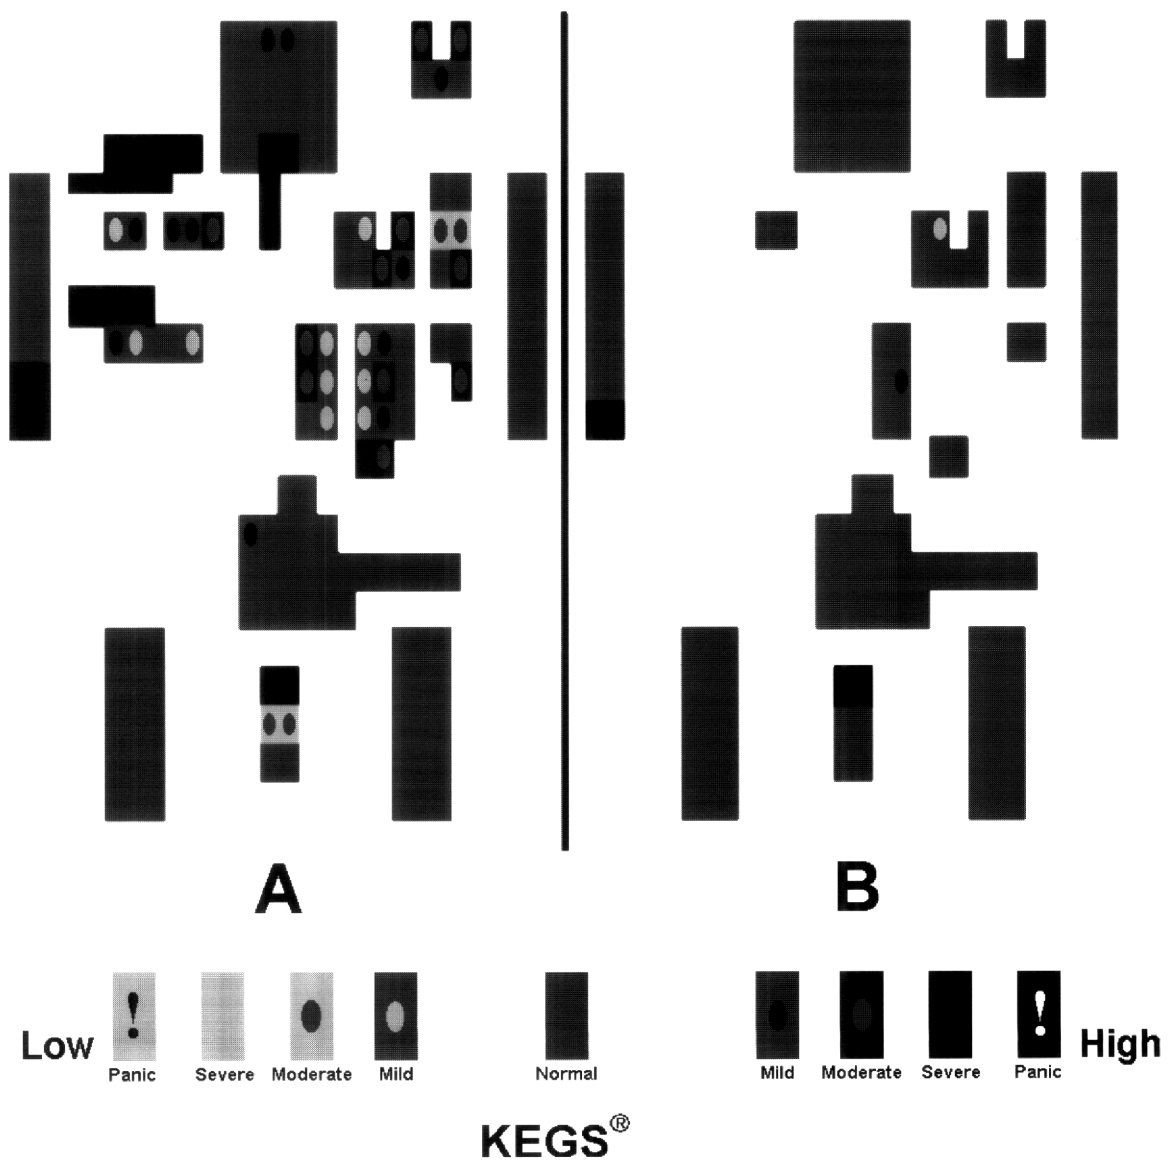 A
B
Low
!
Panic
Severe
Moderate
Mild
Normal
Mild
Moderate
Severe
!
Panic
High
KEGS®